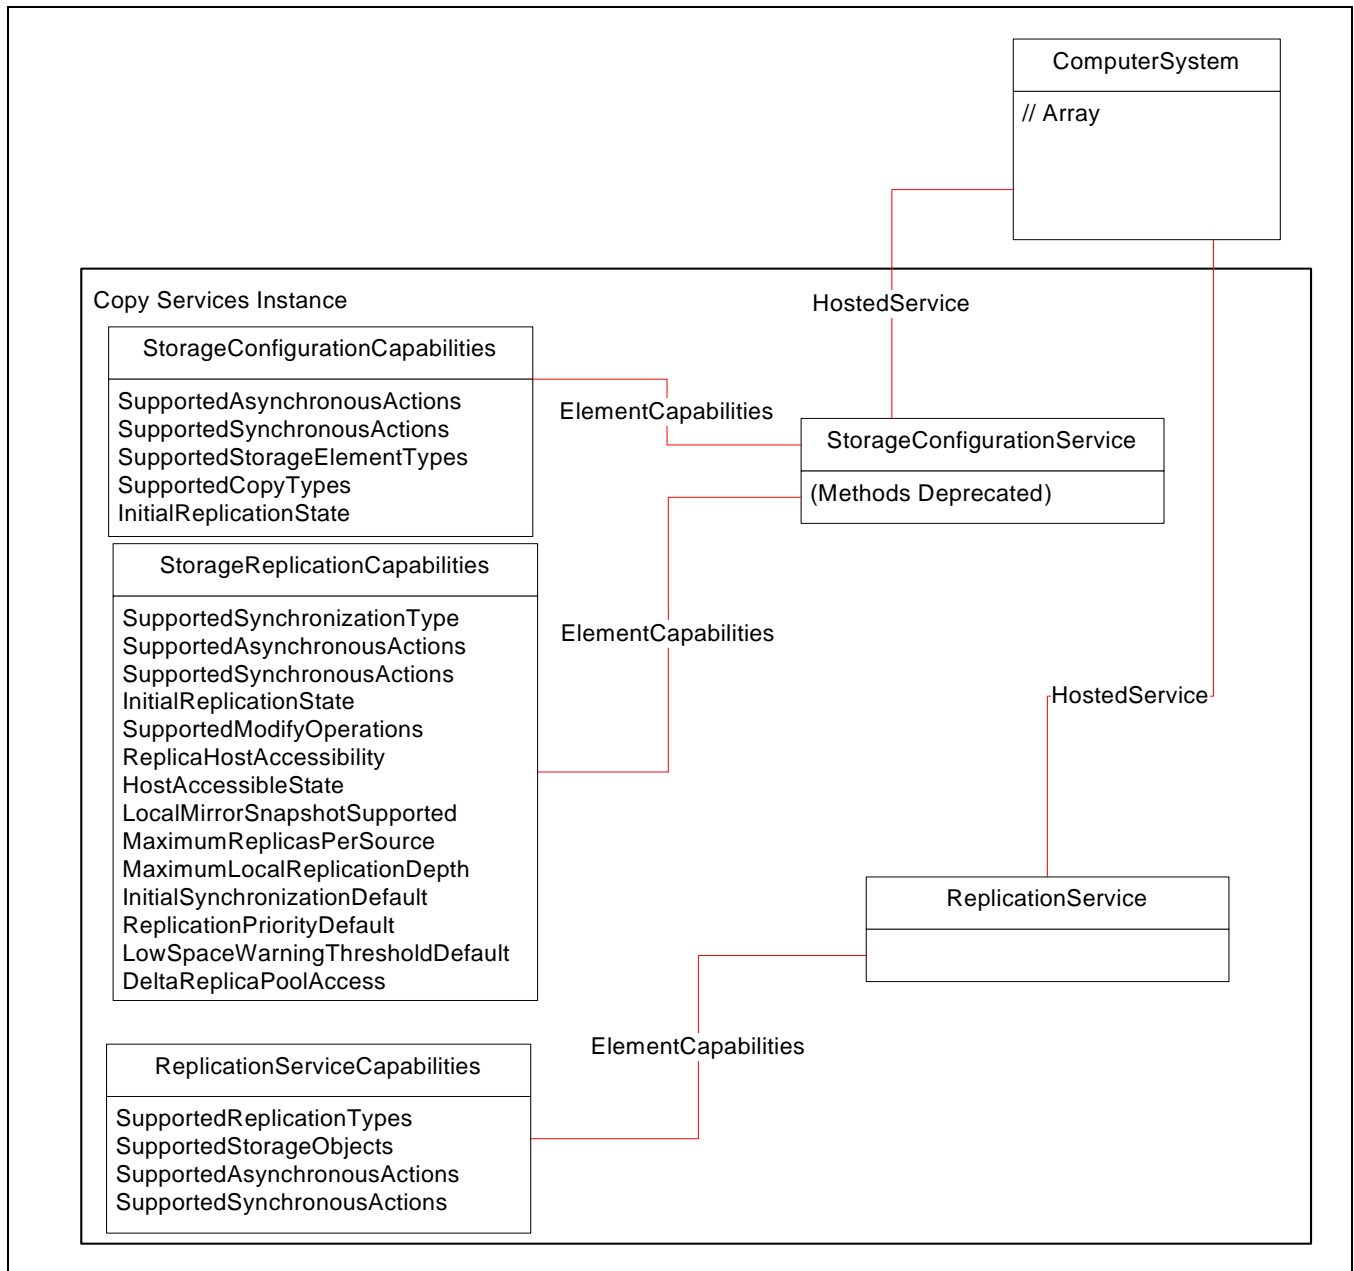 ComputerSystem
// Array
Copy Services Instance
HostedService
StorageConfigurationCapabilities
SupportedAsynchronousActions
SupportedSynchronousActions
SupportedStorageElementTypes
SupportedCopyTypes
InitialReplicationState
ElementCapabilities
StorageConfigurationService
(Methods Deprecated)
StorageReplicationCapabilities
SupportedSynchronizationType
SupportedAsynchronousActions
SupportedSynchronousActions
InitialReplicationState
SupportedModifyOperations
ReplicaHostAccessibility
HostAccessibleState
LocalMirrorSnapshotSupported
MaximumReplicasPerSource
MaximumLocalReplicationDepth
InitialSynchronizationDefault
ReplicationPriorityDefault
LowSpaceWarningThresholdDefault
DeltaReplicaPoolAccess
ElementCapabilities
HostedService
ReplicationService
ElementCapabilities
ReplicationServiceCapabilities
SupportedReplicationTypes
SupportedStorageObjects
SupportedAsynchronousActions
SupportedSynchronousActions